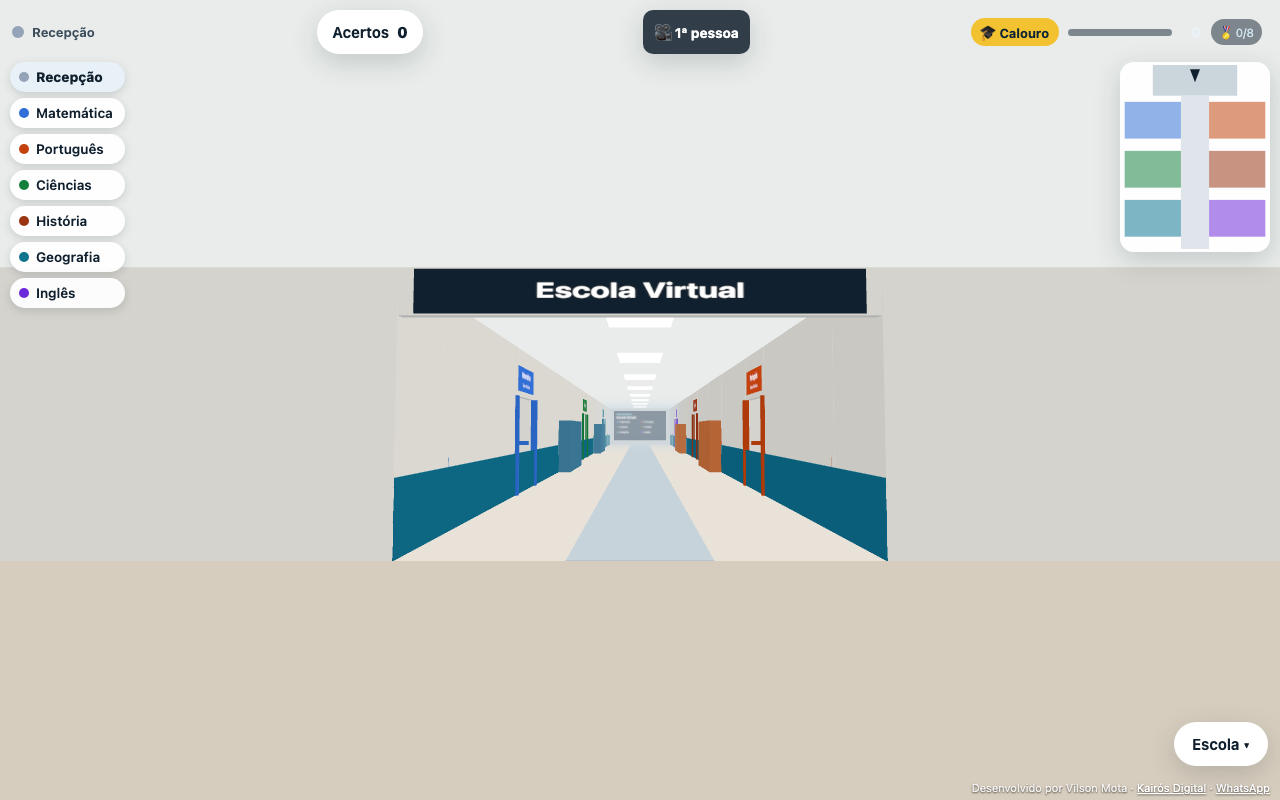 Recepção
Acertos 0
1ª pessoa
Calouro
0
0/8
Recepção
Matemática
Português
Ciências
História
Geografia
Inglês
Escola Virtual
Escola ▾
Desenvolvido por Vilson Mota · Kairós Digital · WhatsApp